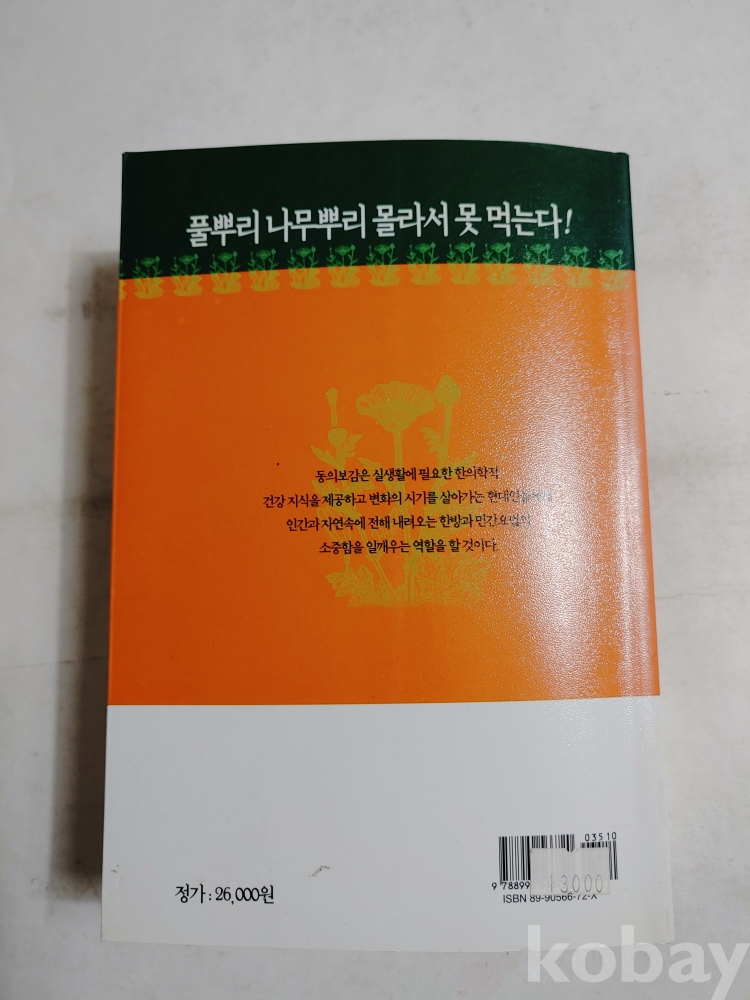 풀뿌리 나무뿌리 몰라서 못 먹는다!
동의보감은 실생활에 필요한 한의학적
건강 지식을 제공하고 변화의 시기를 살아가는 현대인들에게
인간과 자연속에 전해 내려오는 한방과 민간요법의
소중함을 일깨우는 역할을 할 것이다
03510
9 78899
13000
ISBN 89-90566-72-X
정가 : 26,000원
kobay